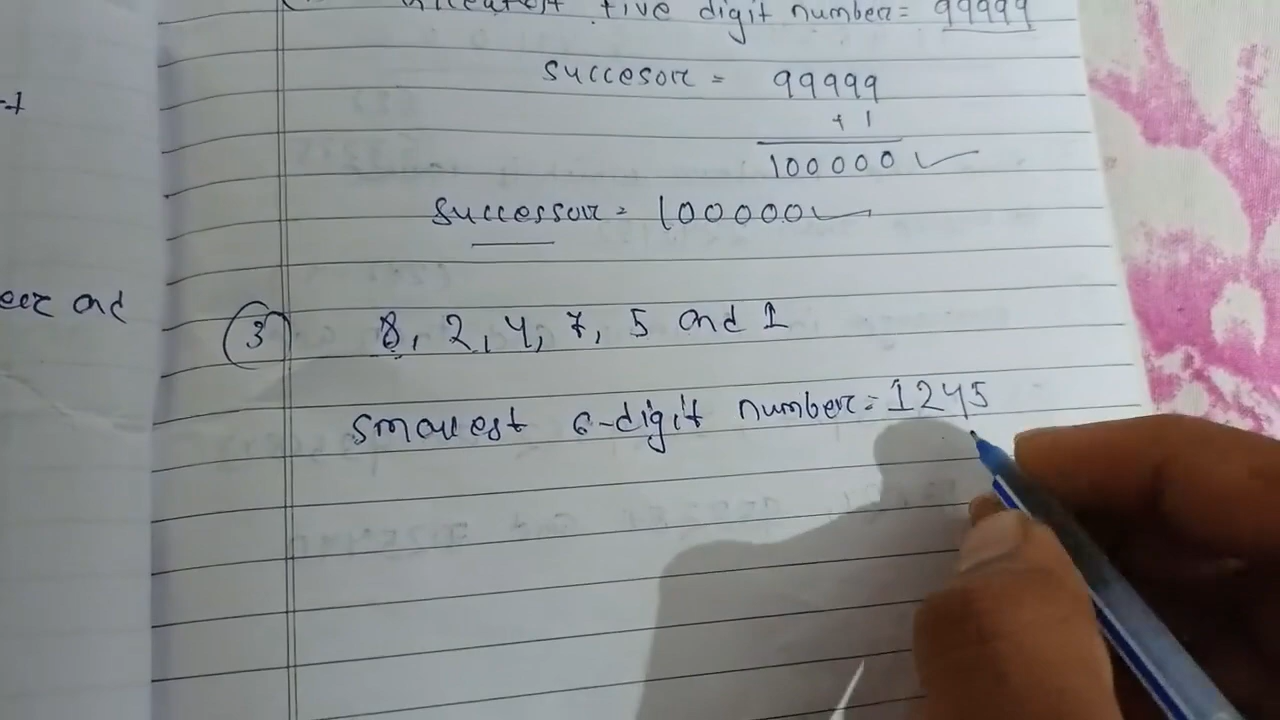 five digit number = 99999
succesor = 99999
+ 1
100000
successor = 100000
3 8, 2, 4, 7, 5 and 1
smallest 6-digit number = 1245